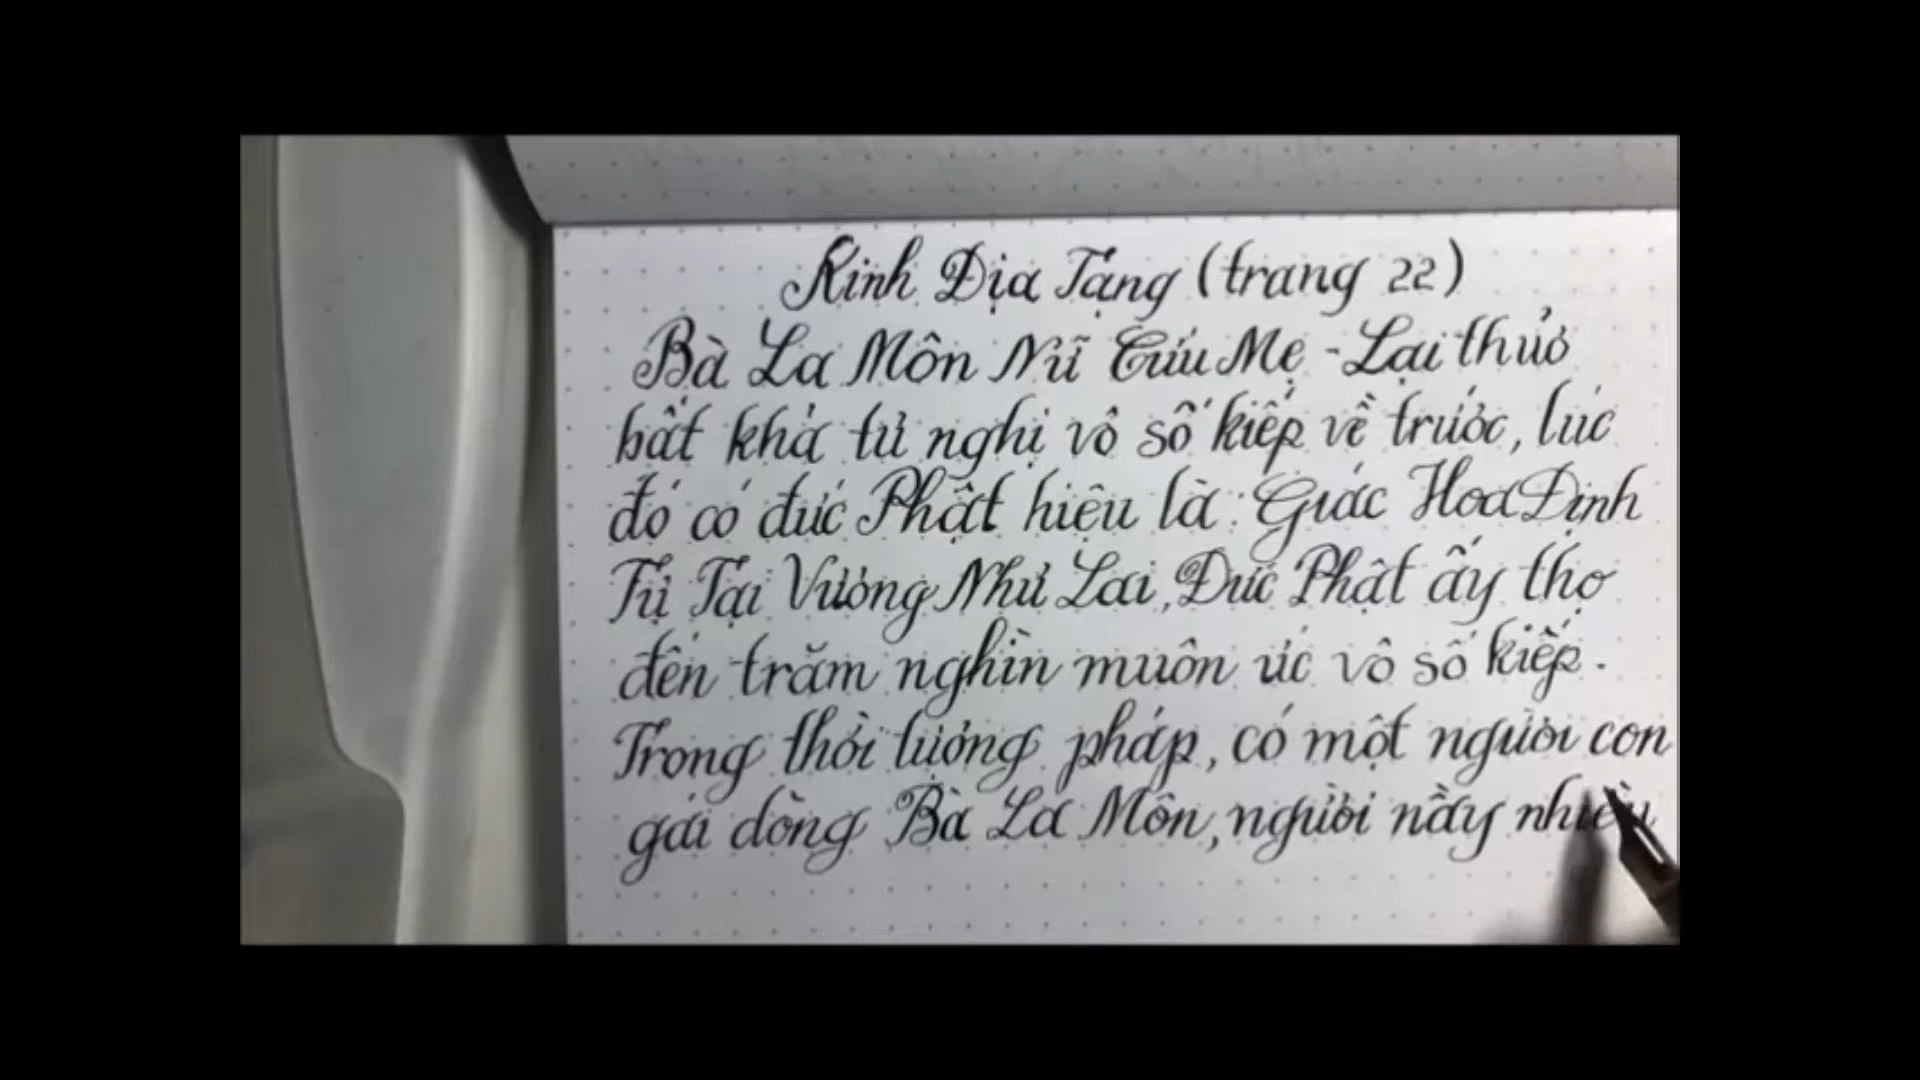 Kinh Địa Tạng (trang 22)
Bà La Môn Nữ Cứu Mẹ - Lại thuở
bất khả tư nghị vô số kiếp về trước, lúc
đó có đức Phật hiệu là: Giác Hoa Định
Tự Tại Vương Như Lai, Đức Phật ấy thọ
đến trăm nghìn muôn ức vô số kiếp.
Trong thời tượng pháp, có một người con
gái dòng Bà La Môn, người nầy nhiều